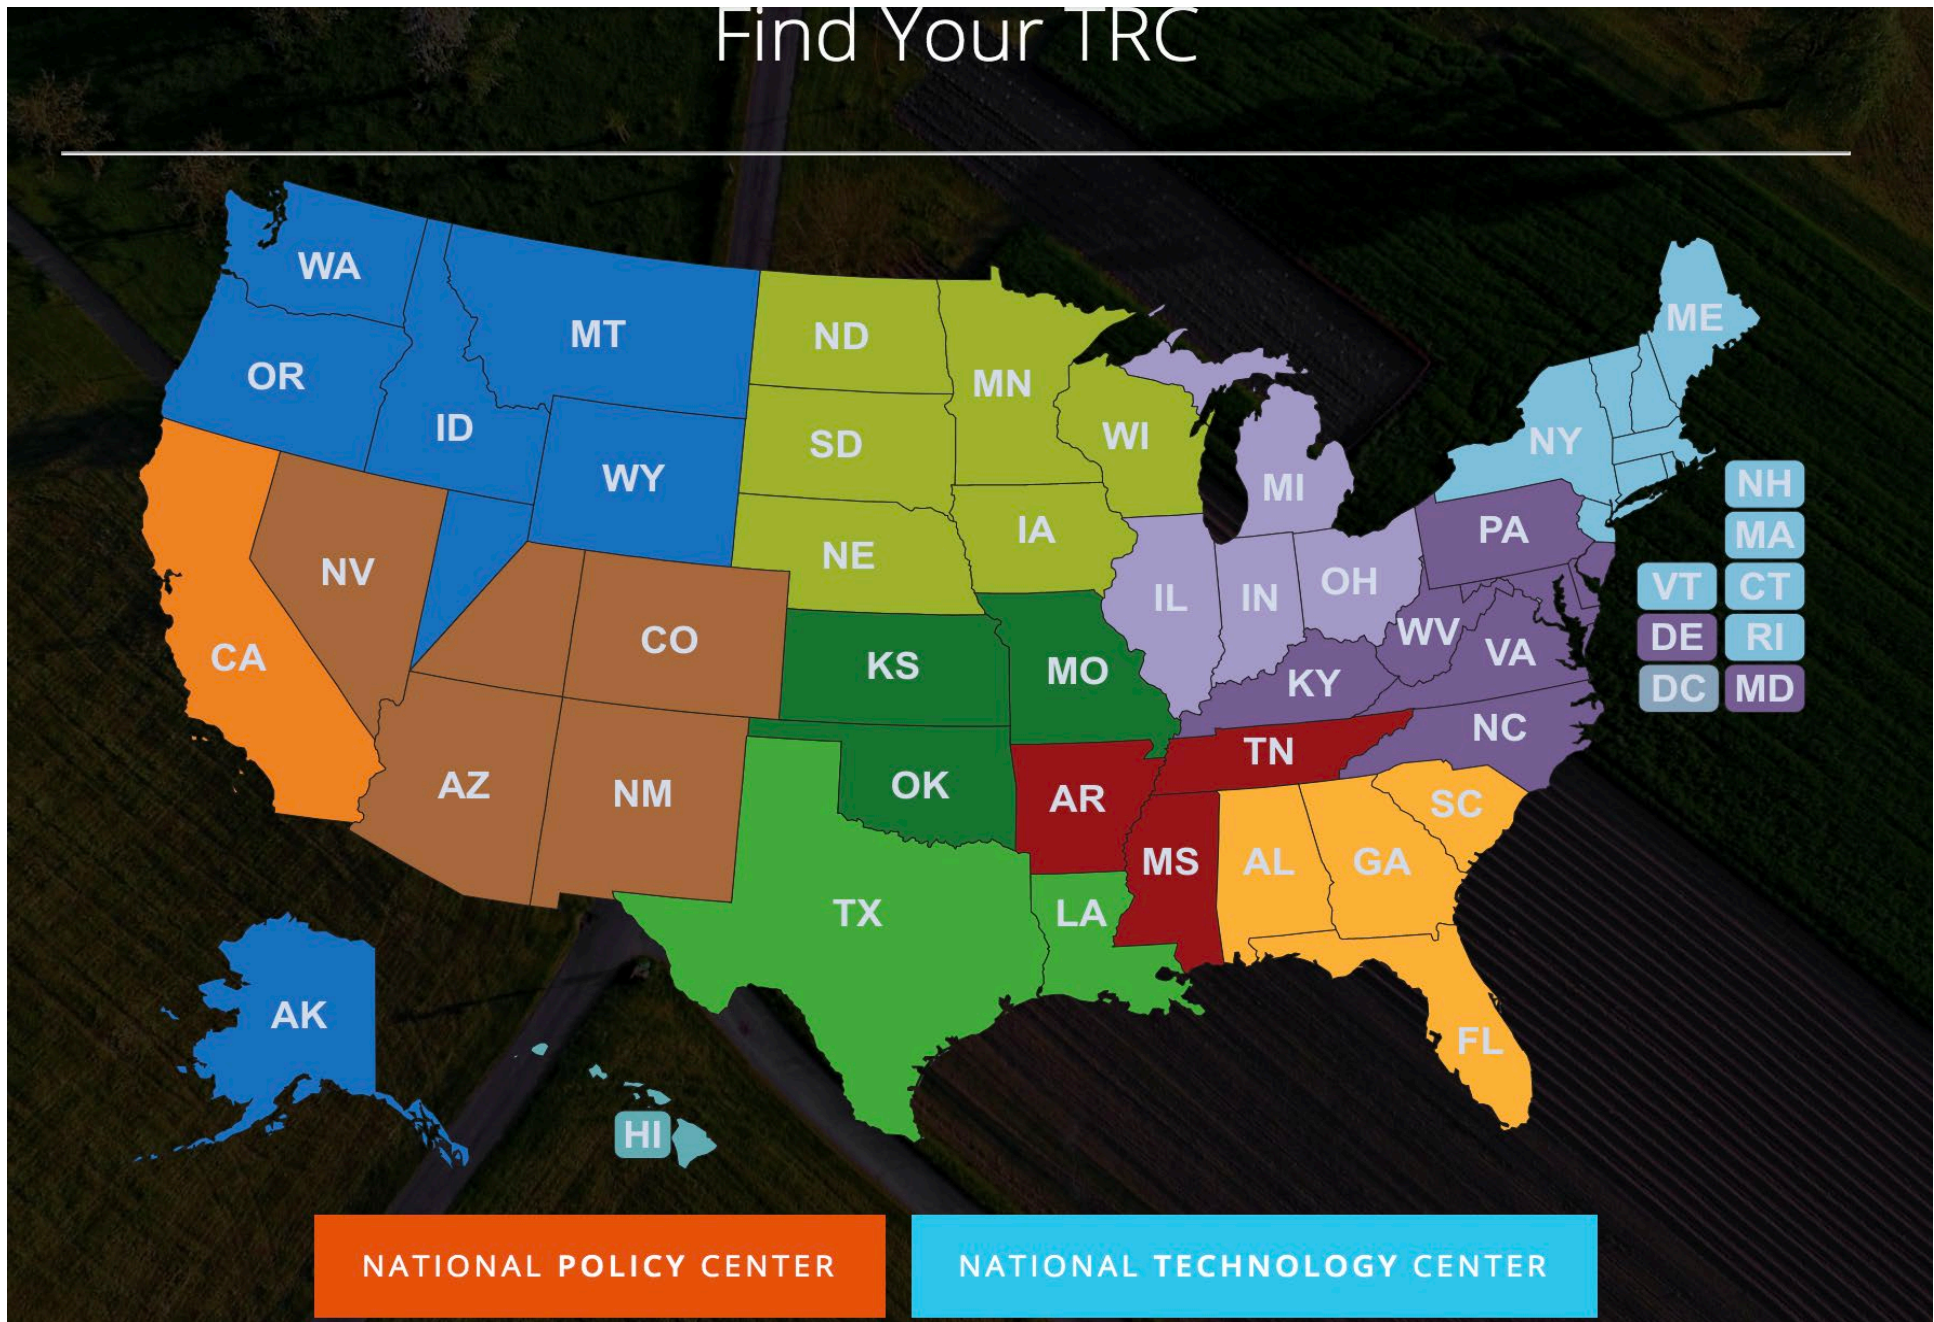 Find Your TRC
WA
MT
ND
ME
OR
MN
ID
SD
WI
NY
WY
MI
NH
IA
PA
MA
NV
NE
VT CT
CO
IL
IN
OH
CA
KS
MO
WV
VA
DE RI
KY
DC MD
NC
TN
AZ
NM
OK
AR
SC
MS
AL
GA
TX
LA
AK
FL
HI
NATIONAL POLICY CENTER
NATIONAL TECHNOLOGY CENTER